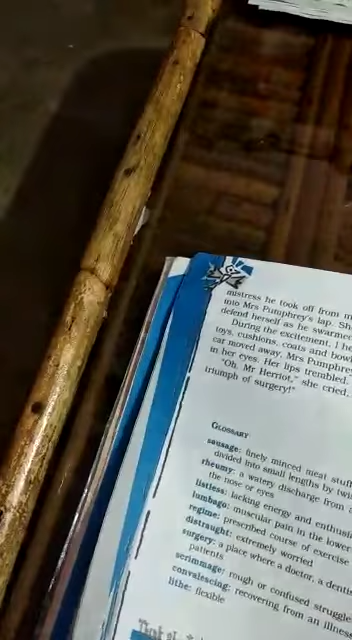 mistress he took off from m
into Mrs Pumphrey's lap. She
defend herself as he swarme
During the excitement, I he
toys, cushions, coats and bowl
car moved away, Mrs Pumphre
in her eyes. Her lips trembled.
"Oh, Mr Herriot," she cried,
triumph of surgery!"
GLOSSARY
sausage: finely minced meat stuff
divided into small lengths by twi
rheumy: a watery discharge from a
the nose or eyes
listless: lacking energy and enthusi
lumbago: muscular pain in the lower
regime: prescribed course of exercise
distraught: extremely worried
surgery: a place where a doctor, a denti
patients
scrimmage: rough or confused struggle
convalescing: recovering from an illnes
lithe: flexible